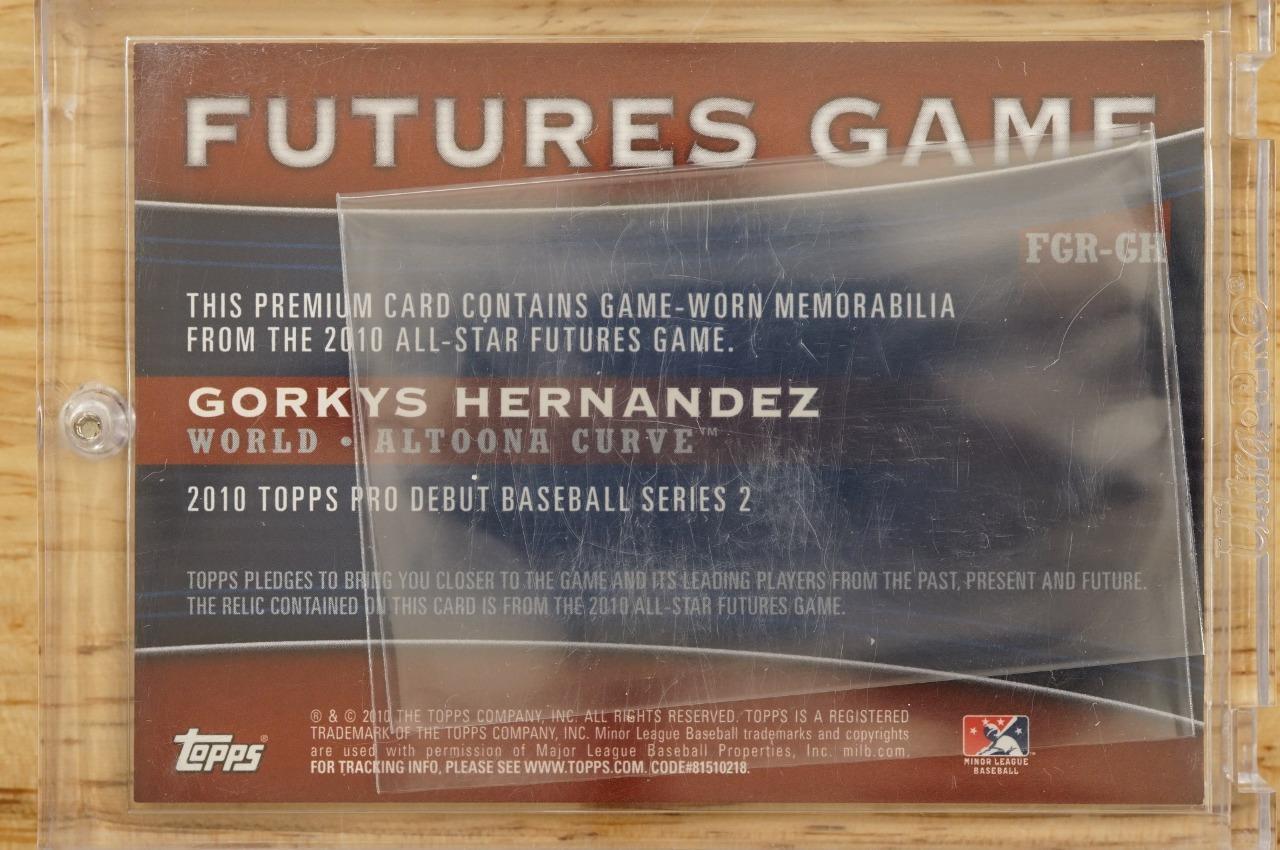 FUTURES GAME
FGR-GH
THIS PREMIUM CARD CONTAINS GAME-WORN MEMORABILIA
FROM THE 2010 ALL-STAR FUTURES GAME.
GORKYS HERNANDEZ
WORLD • ALTOONA CURVE™
2010 TOPPS PRO DEBUT BASEBALL SERIES 2
TOPPS PLEDGES TO BRING YOU CLOSER TO THE GAME AND ITS LEADING PLAYERS FROM THE PAST, PRESENT AND FUTURE.
THE RELIC CONTAINED ON THIS CARD IS FROM THE 2010 ALL-STAR FUTURES GAME.
® & © 2010 THE TOPPS COMPANY, INC. ALL RIGHTS RESERVED. TOPPS IS A REGISTERED
TRADEMARK OF THE TOPPS COMPANY, INC. Minor League Baseball trademarks and copyrights
are used with permission of Major League Baseball Properties, Inc. milb.com.
FOR TRACKING INFO, PLEASE SEE WWW.TOPPS.COM. CODE#81510218.
topps®
MINOR LEAGUE
BASEBALL